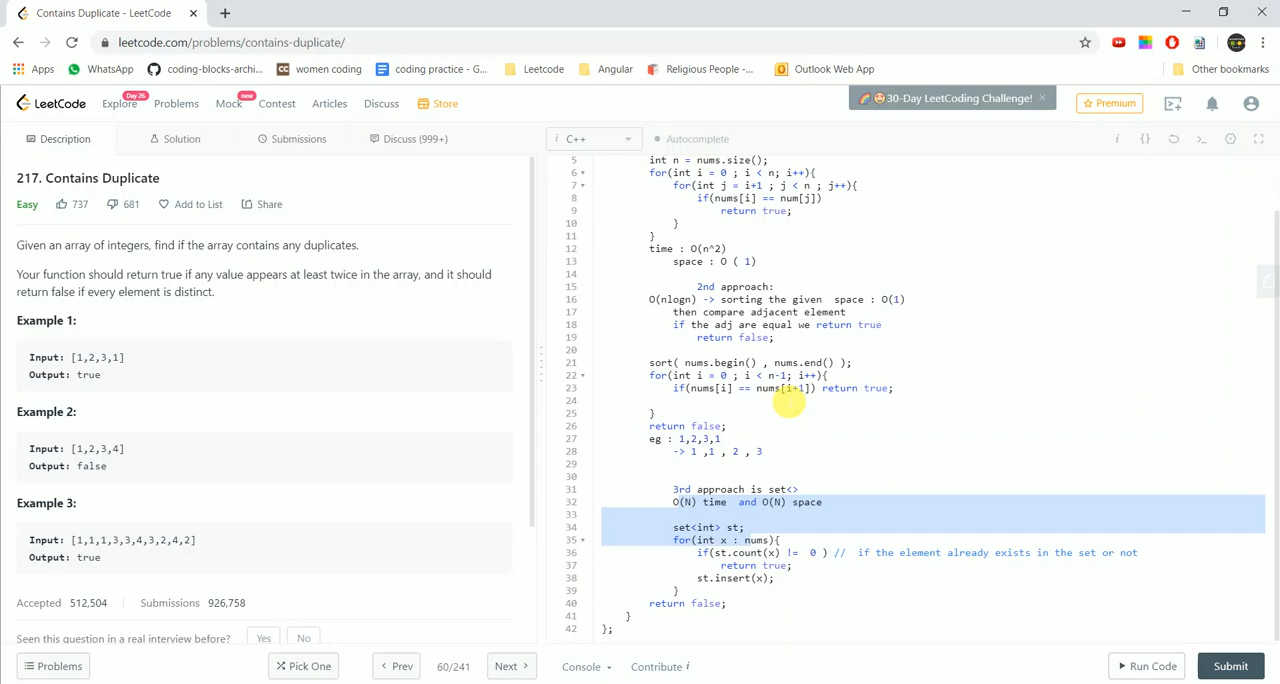 Contains Duplicate - LeetCode
leetcode.com/problems/contains-duplicate/
Apps WhatsApp coding-blocks-archi... CC women coding coding practice - G... Leetcode Angular Religious People -... Outlook Web App Other bookmarks
LeetCode Explore Day 26 Problems Mock new Contest Articles Discuss Store 30-Day LeetCoding Challenge! Premium
Description Solution Submissions Discuss (999+)
i C++ Autocomplete
217. Contains Duplicate
Easy 737 681 Add to List Share
Given an array of integers, find if the array contains any duplicates.
Your function should return true if any value appears at least twice in the array, and it should
return false if every element is distinct.
Example 1:
Input: [1,2,3,1]
Output: true
Example 2:
Input: [1,2,3,4]
Output: false
Example 3:
Input: [1,1,1,3,3,4,3,2,4,2]
Output: true
Accepted 512,504 Submissions 926,758
Seen this question in a real interview before? Yes No
5 int n = nums.size();
6 for(int i = 0 ; i < n; i++){
7 for(int j = i+1 ; j < n ; j++){
8 if(nums[i] == num[j])
9 return true;
10 }
11 }
12 time : O(n^2)
13 space : O ( 1)
14
15 2nd approach:
16 O(nlogn) -> sorting the given space : O(1)
17 then compare adjacent element
18 if the adj are equal we return true
19 return false;
20
21 sort( nums.begin() , nums.end() );
22 for(int i = 0 ; i < n-1; i++){
23 if(nums[i] == nums[i+1]) return true;
24
25 }
26 return false;
27 eg : 1,2,3,1
28 -> 1 ,1 , 2 , 3
29
30
31 3rd approach is set<>
32 O(N) time and O(N) space
33
34 set<int> st;
35 for(int x : nums){
36 if(st.count(x) != 0 ) // if the element already exists in the set or not
37 return true;
38 st.insert(x);
39 }
40 return false;
41 }
42 };
Problems Pick One Prev 60/241 Next Console Contribute i Run Code Submit